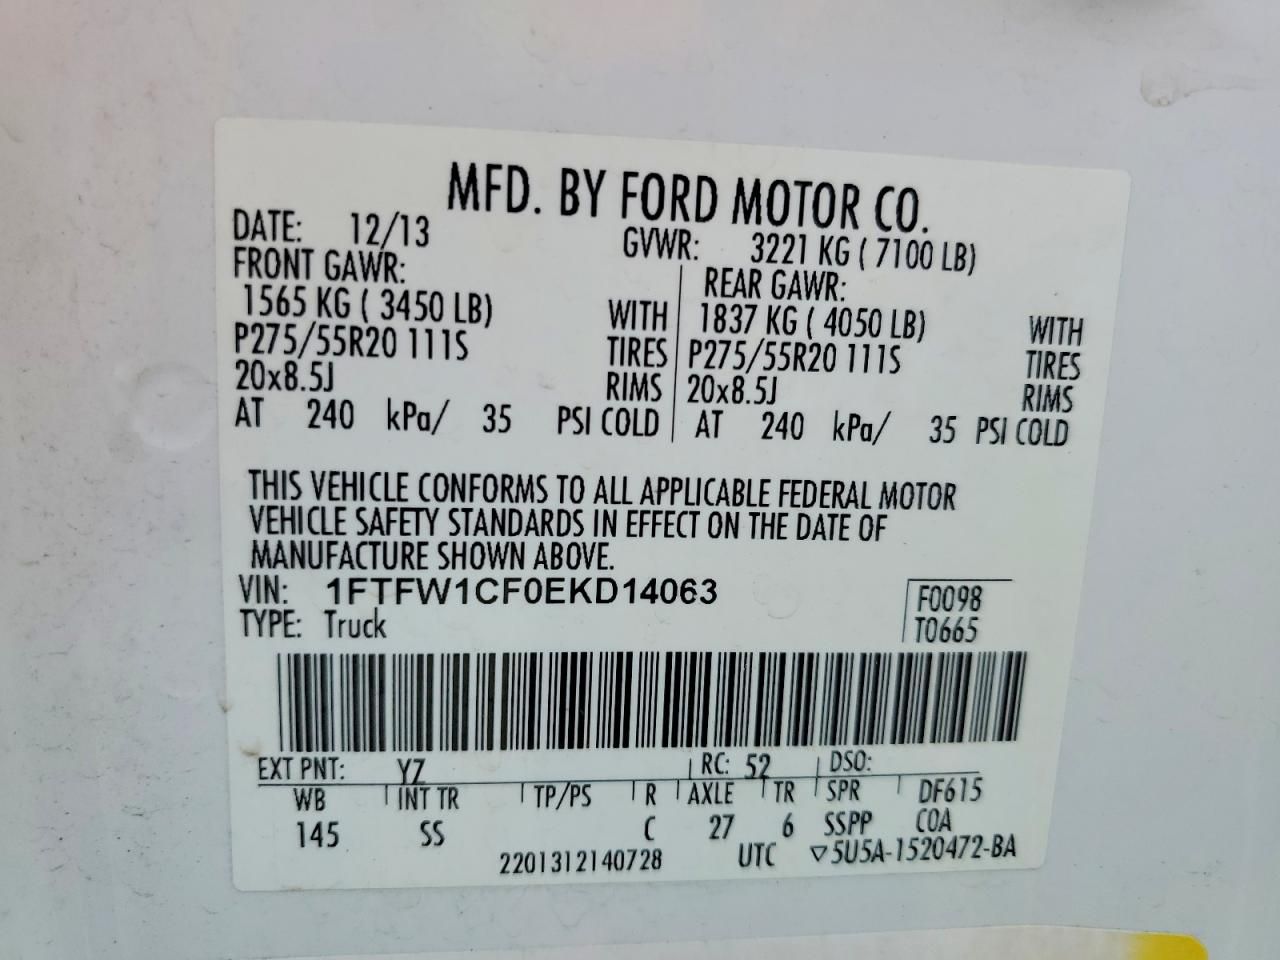 MFD. BY FORD MOTOR CO.
DATE: 12/13 GVWR: 3221 KG ( 7100 LB)
FRONT GAWR: REAR GAWR:
1565 KG ( 3450 LB) WITH 1837 KG ( 4050 LB) WITH
P275/55R20 111S TIRES P275/55R20 111S TIRES
20x8.5J RIMS 20x8.5J RIMS
AT 240 kPa/ 35 PSI COLD AT 240 kPa/ 35 PSI COLD
THIS VEHICLE CONFORMS TO ALL APPLICABLE FEDERAL MOTOR
VEHICLE SAFETY STANDARDS IN EFFECT ON THE DATE OF
MANUFACTURE SHOWN ABOVE.
VIN: 1FTFW1CF0EKD14063 F0098
TYPE: Truck T0665
EXT PNT: YZ RC: 52 DSO:
WB INT TR TP/PS R AXLE TR SPR DF615
145 SS C 27 6 SSPP COA
2201312140728 UTC ▽5U5A-1520472-BA